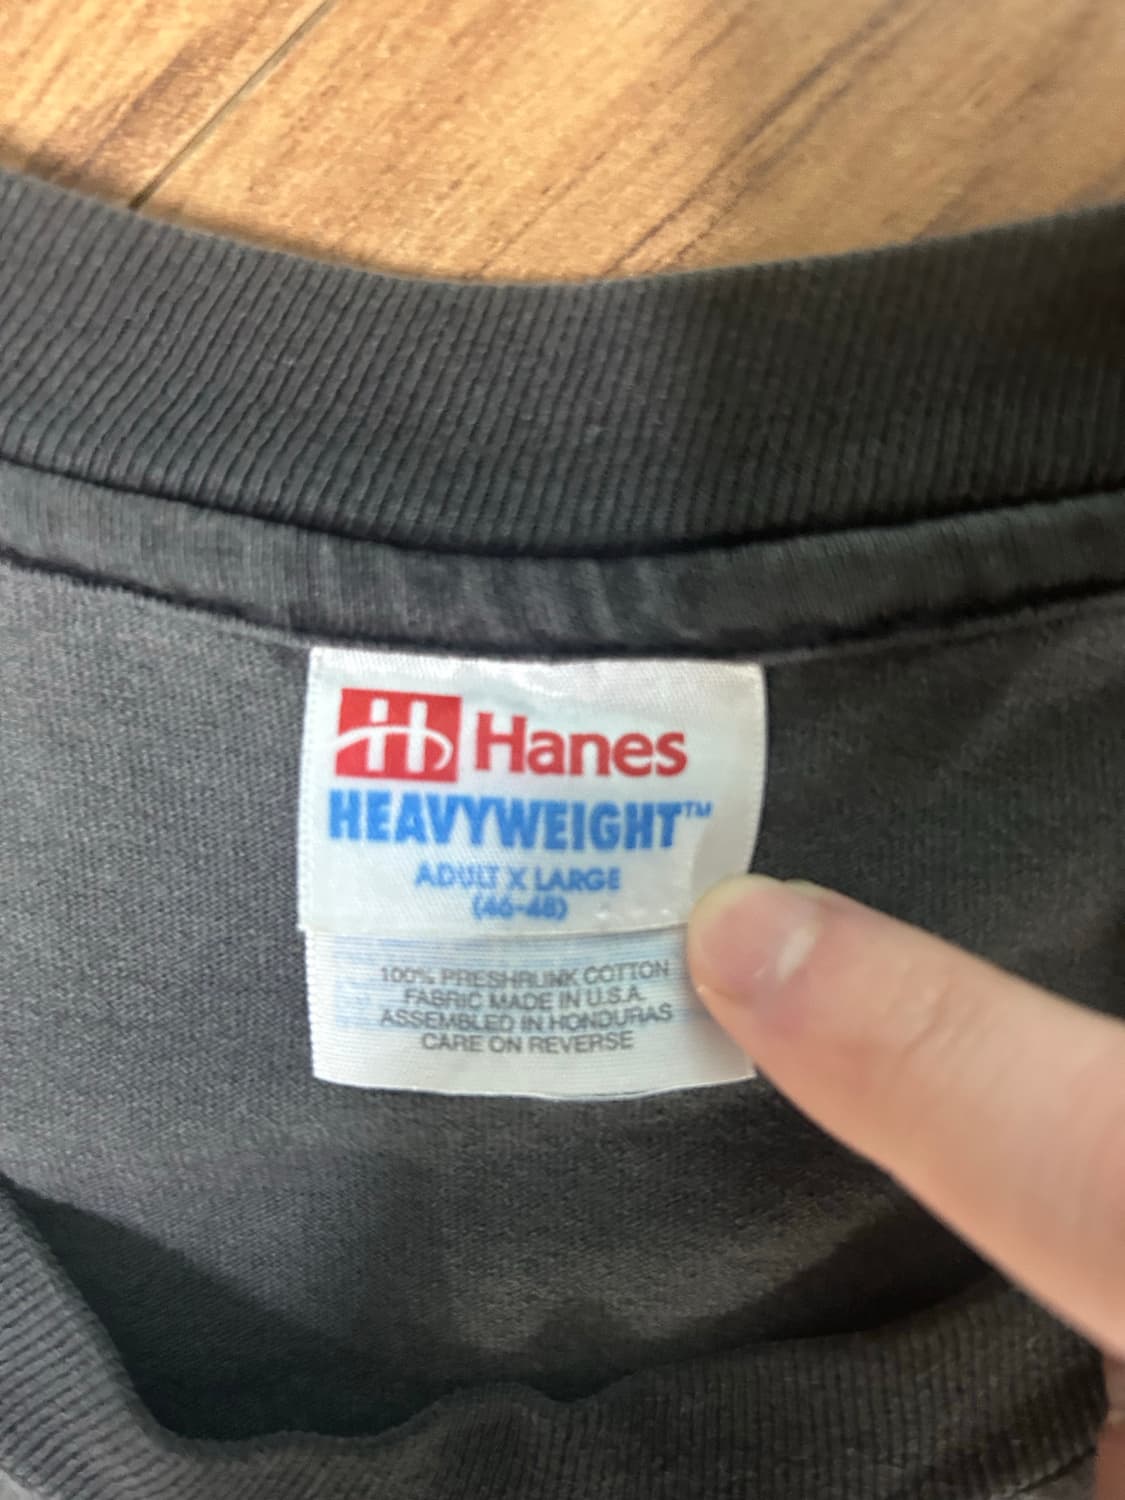 H Hanes
HEAVYWEIGHT™
ADULT X LARGE
(46-48)
100% PRESHRUNK COTTON
FABRIC MADE IN U.S.A.
ASSEMBLED IN HONDURAS
CARE ON REVERSE